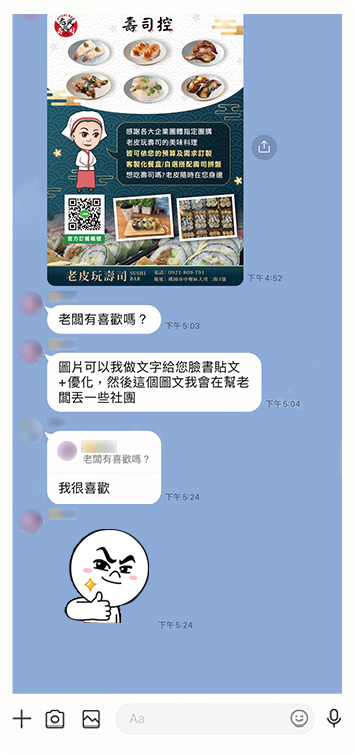 壽司控
感謝各大企業團體指定團購
老皮玩壽司的美味料理
皆可依您的預算及需求訂製
客製化餐盒/自選搭配壽司拼盤
想吃壽司嗎?老皮隨時在您身邊
官方訂餐帳號
老皮玩壽司 SUSHI BAR
電話: 0921-809-791
地址: 桃園市中壢區大勇二街5號
下午4:52
老闆有喜歡嗎?
下午5:03
圖片可以我做文字給您臉書貼文
+優化,然後這個圖文我會在幫老
闆丟一些社團
下午5:04
老闆有喜歡嗎?
我很喜歡
下午5:24
下午5:24
Aa